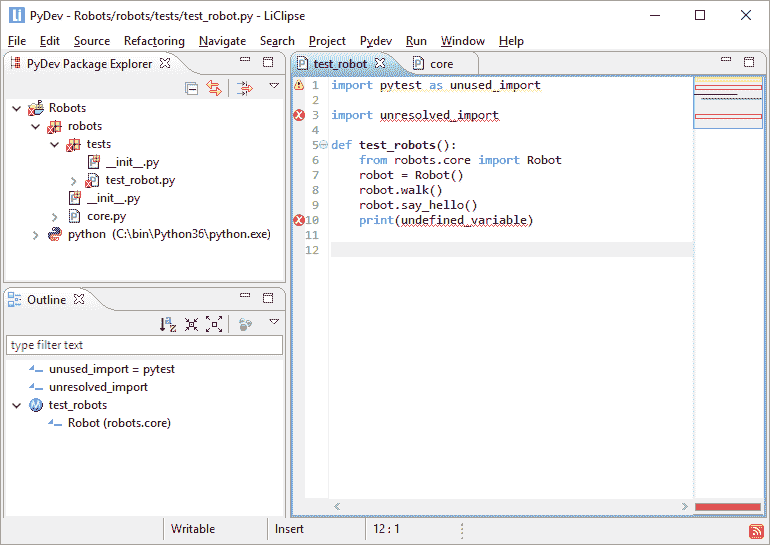 PyDev - Robots/robots/tests/test_robot.py - LiClipse
File Edit Source Refactoring Navigate Search Project Pydev Run Window Help
PyDev Package Explorer
Robots
robots
tests
__init__.py
test_robot.py
__init__.py
core.py
python (C:\bin\Python36\python.exe)
Outline
type filter text
unused_import = pytest
unresolved_import
test_robots
Robot (robots.core)
test_robot core
1 import pytest as unused_import
2
3 import unresolved_import
4
5 def test_robots():
6 from robots.core import Robot
7 robot = Robot()
8 robot.walk()
9 robot.say_hello()
10 print(undefined_variable)
11
12
Writable Insert 12 : 1